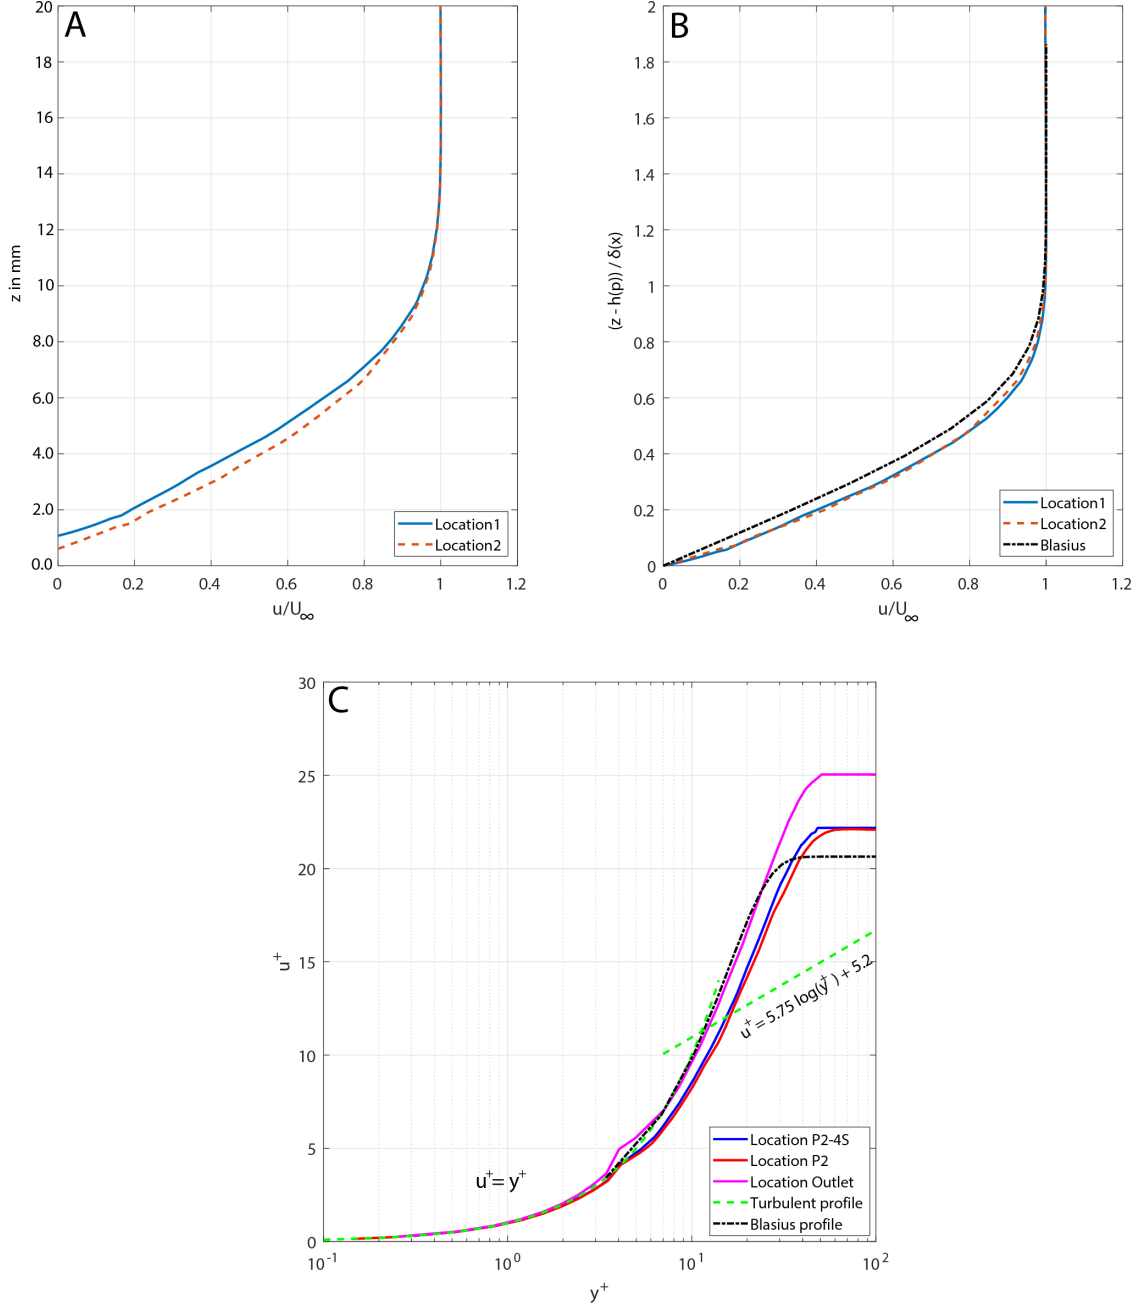 A
20
18
16
14
12
10
8.0
6.0
4.0
2.0
0.0
z in mm
0 0.2 0.4 0.6 0.8 1 1.2
u/U∞
Location1
Location2
B
2
1.8
1.6
1.4
1.2
1
0.8
0.6
0.4
0.2
0
(z - h(p)) / δ(x)
0 0.2 0.4 0.6 0.8 1 1.2
u/U∞
Location1
Location2
Blasius
C
30
25
20
15
10
5
0
u⁺
u⁺ = 5.75 log(y⁺) + 5.2
u⁺= y⁺
Location P2-4S
Location P2
Location Outlet
Turbulent profile
Blasius profile
10⁻¹ 10⁰ 10¹ 10²
y⁺